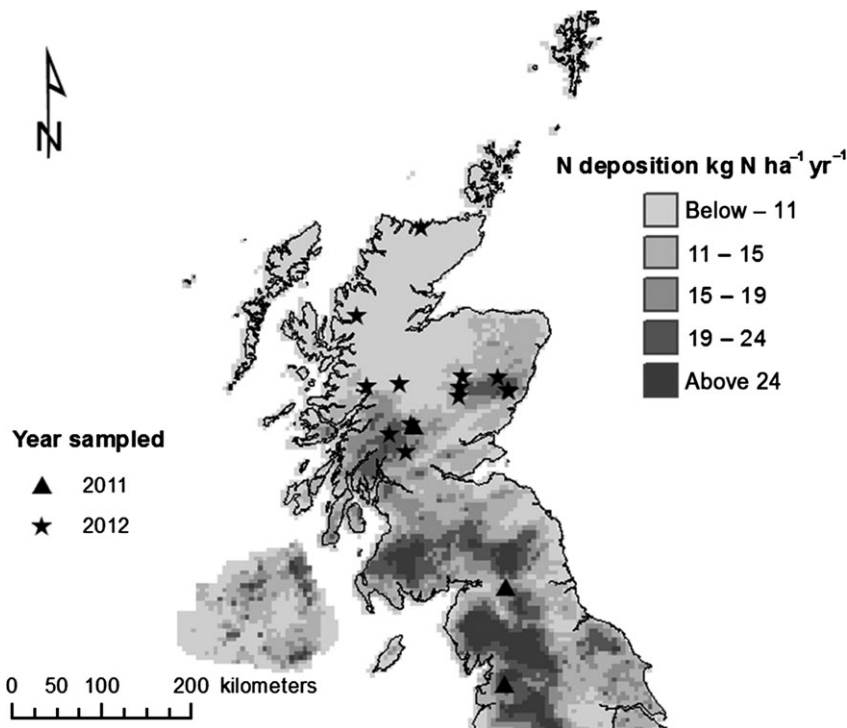 N
N deposition kg N ha⁻¹ yr⁻¹
Below – 11
11 – 15
15 – 19
19 – 24
Above 24
Year sampled
2011
2012
0 50 100 200 kilometers